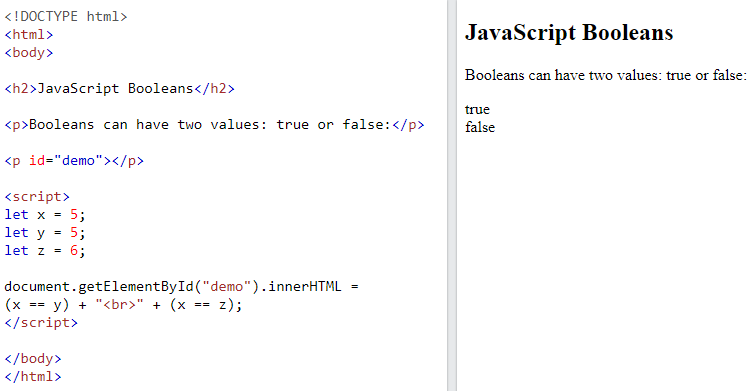 <!DOCTYPE html>
<html>
<body>

<h2>JavaScript Booleans</h2>

<p>Booleans can have two values: true or false:</p>

<p id="demo"></p>

<script>
let x = 5;
let y = 5;
let z = 6;

document.getElementById("demo").innerHTML =
(x == y) + "<br>" + (x == z);
</script>

</body>
</html>

JavaScript Booleans
Booleans can have two values: true or false:
true
false